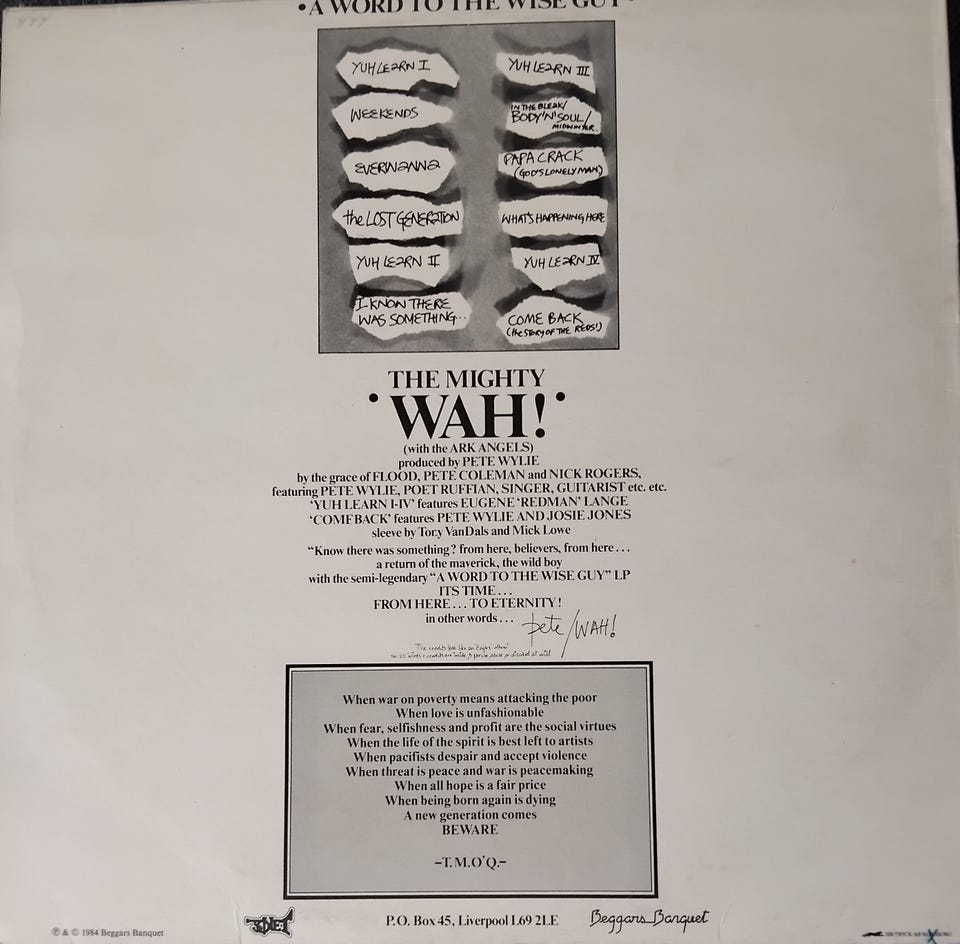 •A WORD TO THE WISE GUY•
YUH LEARN I
WEEKENDS
EVERWANNA
the LOST GENERATION
YUH LEARN II
I KNOW THERE
WAS SOMETHING...
YUH LEARN III
IN THE BLEAK/
BODY'N'SOUL/
MIDWINTER.
PAPA CRACK
(GOD'S LONELY MAN)
WHAT'S HAPPENING HERE
YUH LEARN IV
COME BACK
(the STORY OF THE REDS!)
THE MIGHTY
•WAH!•
(with the ARK ANGELS)
produced by PETE WYLIE
by the grace of FLOOD, PETE COLEMAN and NICK ROGERS,
featuring PETE WYLIE, POET RUFFIAN, SINGER, GUITARIST etc. etc.
'YUH LEARN I-IV' features EUGENE 'REDMAN' LANGE
'COMEBACK' features PETE WYLIE AND JOSIE JONES
sleeve by Tory VanDals and Mick Lowe
"Know there was something? from here, believers, from here...
a return of the maverick, the wild boy
with the semi-legendary "A WORD TO THE WISE GUY" LP
ITS TIME...
FROM HERE... TO ETERNITY!
in other words...
pete/WAH!
The credits look like an Eagles' album!
When war on poverty means attacking the poor
When love is unfashionable
When fear, selfishness and profit are the social virtues
When the life of the spirit is best left to artists
When pacifists despair and accept violence
When threat is peace and war is peacemaking
When all hope is a fair price
When being born again is dying
A new generation comes
BEWARE
–T.M.O'Q.–
℗ & © 1984 Beggars Banquet
P.O. Box 45, Liverpool L69 2LE
Beggars Banquet